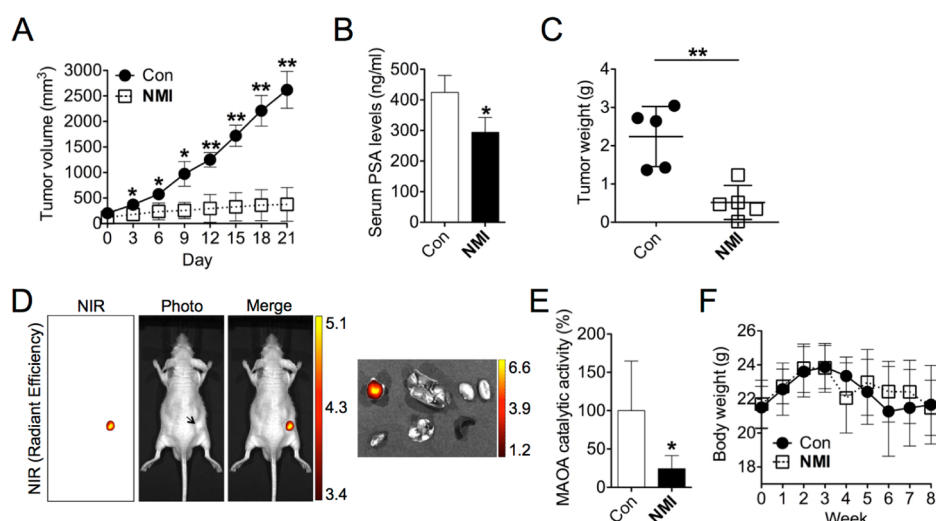 A
Tumor volume (mm³)
3000
2500
2000
1500
1000
500
0
Con
NMI
*
*
*
**
**
**
**
0 3 6 9 12 15 18 21
Day
B
Serum PSA levels (ng/ml)
500
400
300
200
100
0
*
Con
NMI
C
Tumor weight (g)
4
3
2
1
0
**
Con
NMI
D
NIR Photo Merge
NIR (Radiant Efficiency)
5.1
4.3
3.4
6.6
3.9
1.2
E
MAOA catalytic activity (%)
200
150
100
50
0
*
Con
NMI
F
Body weight (g)
26
24
22
20
18
Con
NMI
0 1 2 3 4 5 6 7 8
Week